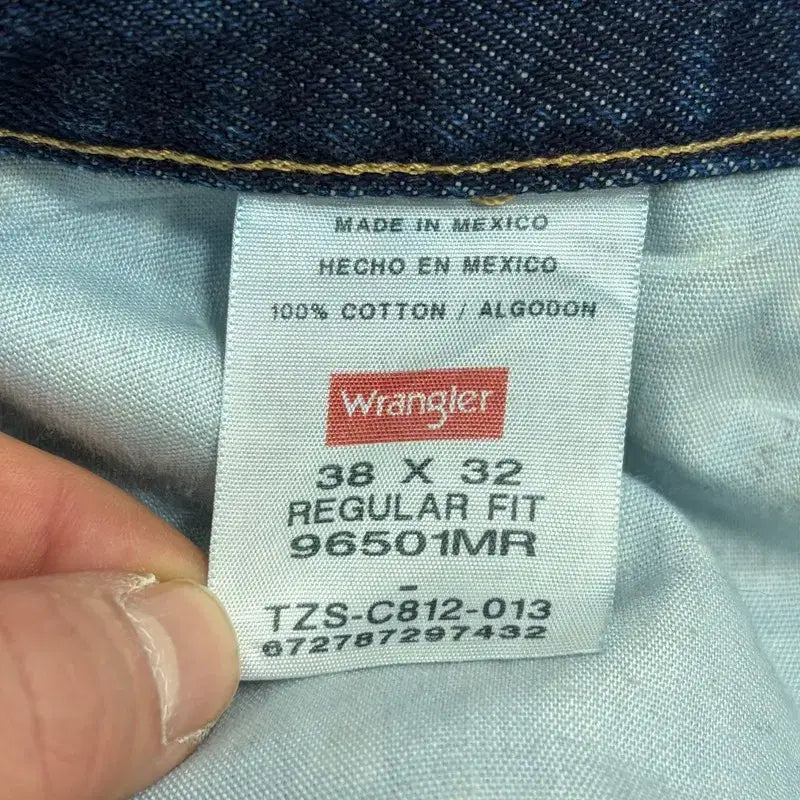 MADE IN MEXICO
HECHO EN MEXICO
100% COTTON / ALGODON
Wrangler
38 X 32
REGULAR FIT
96501MR
TZS-C812-013
672787297432